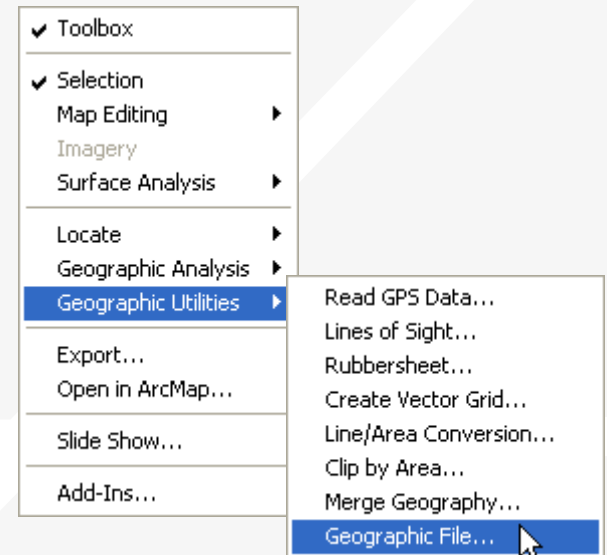 Toolbox
Selection
Map Editing
Imagery
Surface Analysis
Locate
Geographic Analysis
Geographic Utilities
Export...
Open in ArcMap...
Slide Show...
Add-Ins...
Read GPS Data...
Lines of Sight...
Rubbersheet...
Create Vector Grid...
Line/Area Conversion...
Clip by Area...
Merge Geography...
Geographic File...